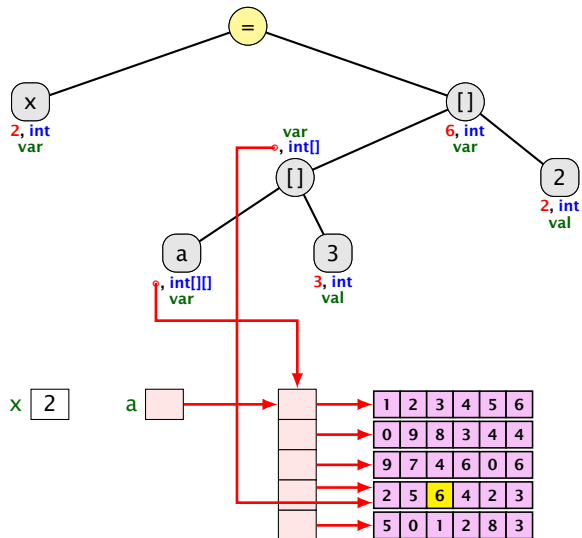 =
x
[]
2, int
var
6, int
var
var
, int[]
[]
2
2, int
val
a
3
, int[][]
var
3, int
val
x 2 a
1 2 3 4 5 6
0 9 8 3 4 4
9 7 4 6 0 6
2 5 6 4 2 3
5 0 1 2 8 3